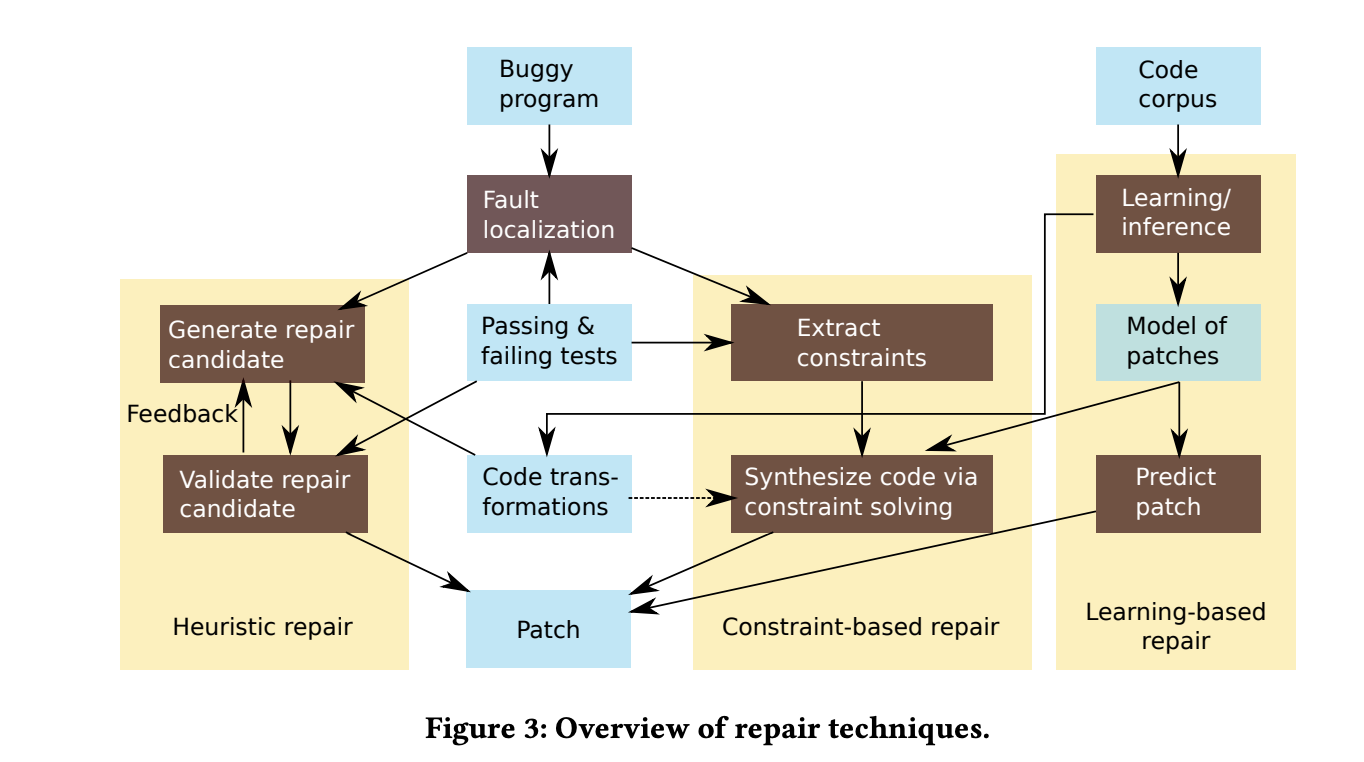 Buggy
program
Code
corpus
Fault
localization
Learning/
inference
Generate repair
candidate
Passing &
failing tests
Extract
constraints
Model of
patches
Feedback
Validate repair
candidate
Code trans-
formations
Synthesize code via
constraint solving
Predict
patch
Heuristic repair
Patch
Constraint-based repair
Learning-based
repair
Figure 3: Overview of repair techniques.